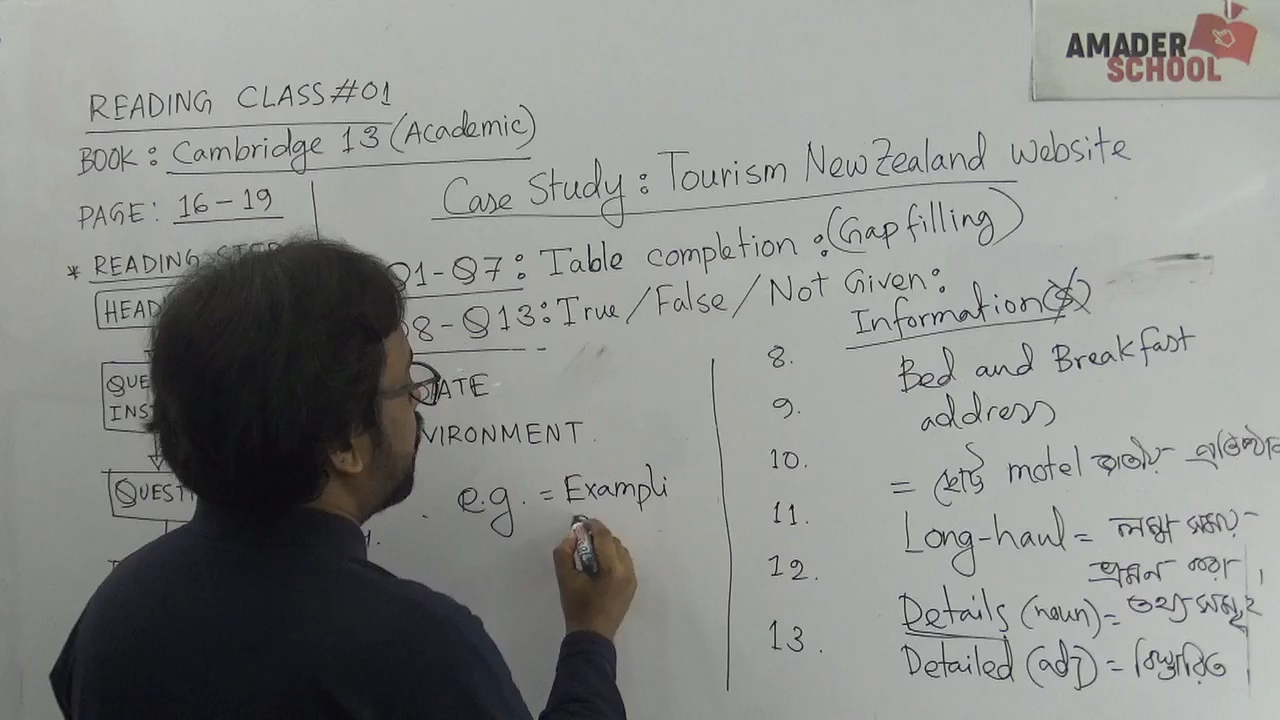 AMADER
SCHOOL
READING CLASS#01
BOOK: Cambridge 13 (Academic)
PAGE: 16-19
Case Study: Tourism New Zealand website
* READING STEP
Q1-Q7: Table completion: (Gap filling)
HEAD
Q8-Q13: True/False/Not Given:
Information
8. Bed and Breakfast
QUE
INS
9. address
VIRONMENT.
10. = ছোট motel
QUEST
e.g. = Exampli
11. Long-haul = লম্বা সময়
12. ভ্রমন করা।
13. Details (noun) = তথ্যসমূহ
Detailed (adj) = বিস্তারিত